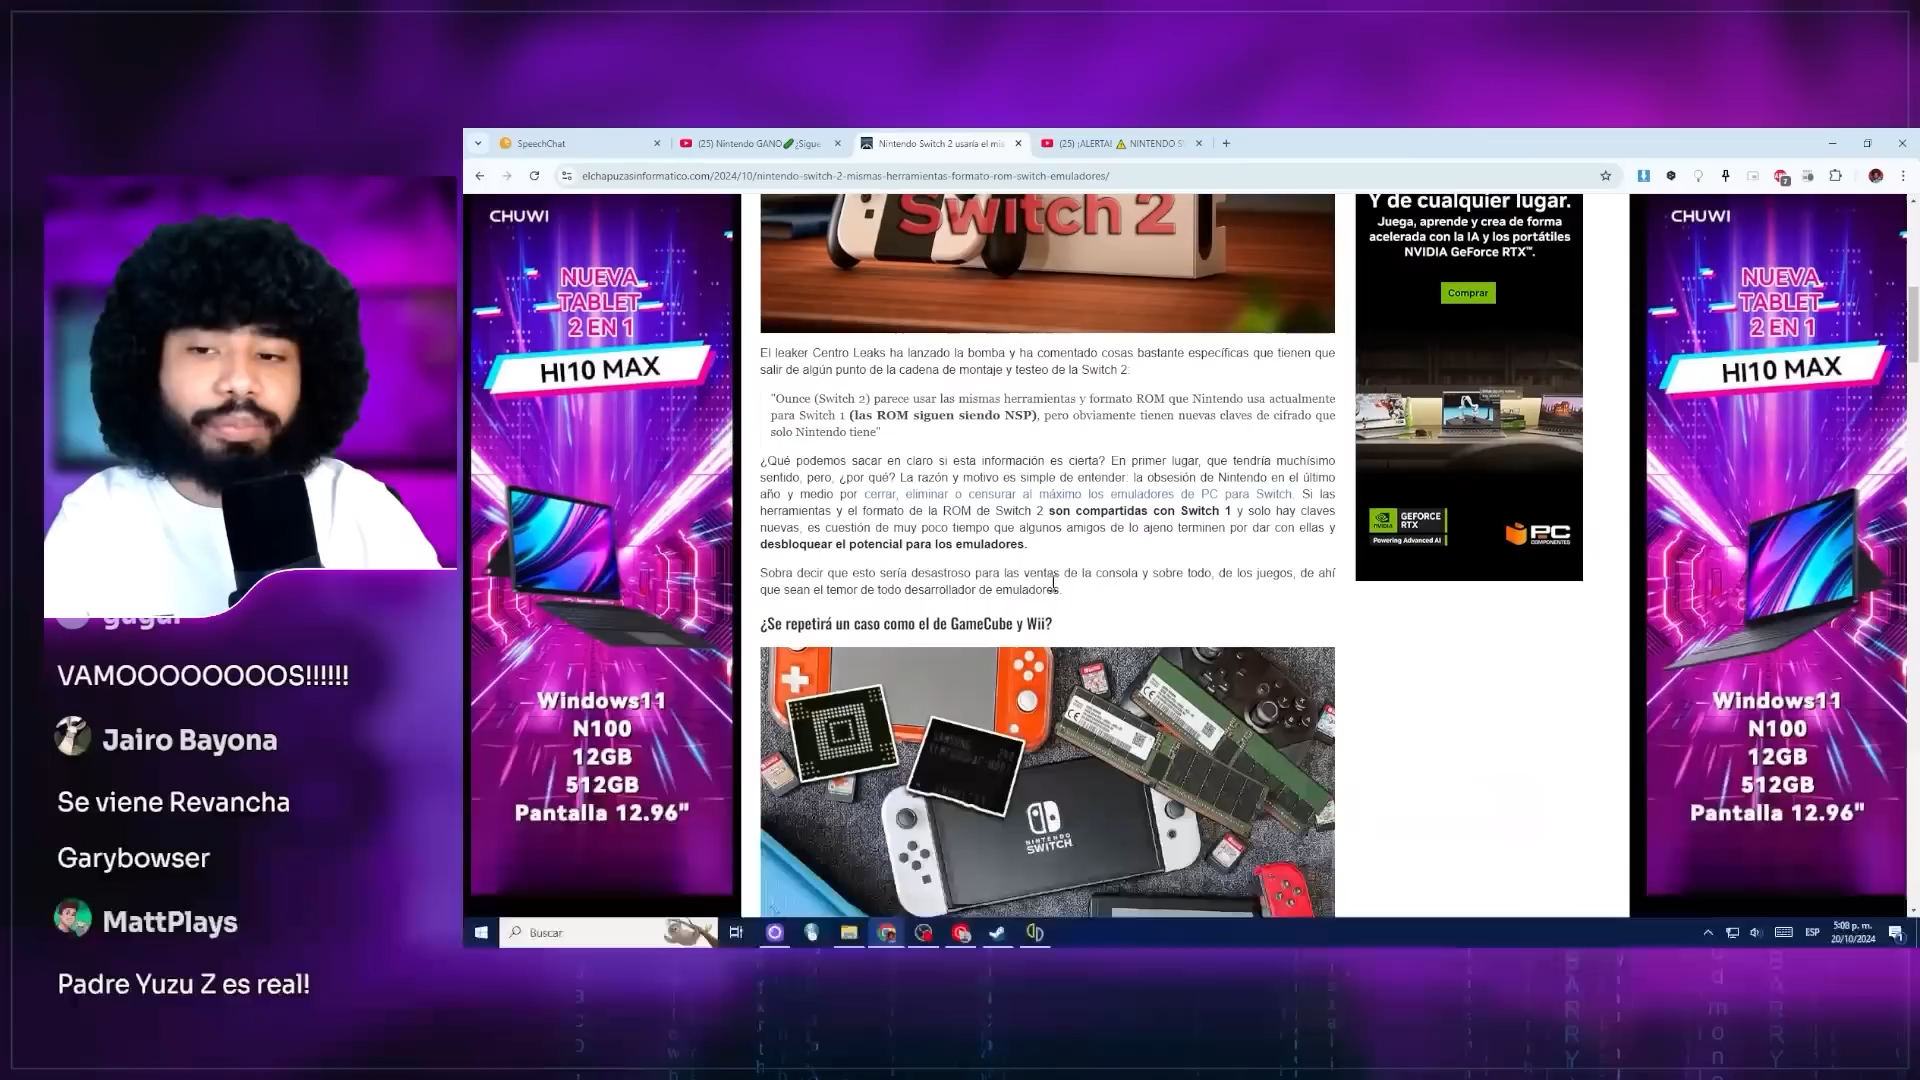 SpeechChat
(25) Nintendo GANO ¿Sigue
Nintendo Switch 2 usaría el mis
(25) ¡ALERTA! ⚠ NINTENDO S
elchapuzasinformatico.com/2024/10/nintendo-switch-2-mismas-herramientas-formato-rom-switch-emuladores/
CHUWI
NUEVA
TABLET
2 EN 1
HI10 MAX
Windows11
N100
12GB
512GB
Pantalla 12.96"
Switch 2
El leaker Centro Leaks ha lanzado la bomba y ha comentado cosas bastante específicas que tienen que
salir de algún punto de la cadena de montaje y testeo de la Switch 2:
"Ounce (Switch 2) parece usar las mismas herramientas y formato ROM que Nintendo usa actualmente
para Switch 1 (las ROM siguen siendo NSP), pero obviamente tienen nuevas claves de cifrado que
solo Nintendo tiene"
¿Qué podemos sacar en claro si esta información es cierta? En primer lugar, que tendría muchísimo
sentido, pero, ¿por qué? La razón y motivo es simple de entender: la obsesión de Nintendo en el último
año y medio por cerrar, eliminar o censurar al máximo los emuladores de PC para Switch. Si las
herramientas y el formato de la ROM de Switch 2 son compartidas con Switch 1 y solo hay claves
nuevas, es cuestión de muy poco tiempo que algunos amigos de lo ajeno terminen por dar con ellas y
desbloquear el potencial para los emuladores.
Sobra decir que esto sería desastroso para las ventas de la consola y sobre todo, de los juegos, de ahí
que sean el temor de todo desarrollador de emuladores.
¿Se repetirá un caso como el de GameCube y Wii?
NINTENDO
SWITCH
Y de cualquier lugar.
Juega, aprende y crea de forma
acelerada con la IA y los portátiles
NVIDIA GeForce RTX™.
Comprar
GEFORCE
RTX
Powering Advanced AI
PC
COMPONENTES
CHUWI
NUEVA
TABLET
2 EN 1
HI10 MAX
Windows11
N100
12GB
512GB
Pantalla 12.96"
VAMOOOOOOOOS!!!!!!
Jairo Bayona
Se viene Revancha
Garybowser
MattPlays
Padre Yuzu Z es real!
Buscar
ESP
5:08 p. m.
20/10/2024